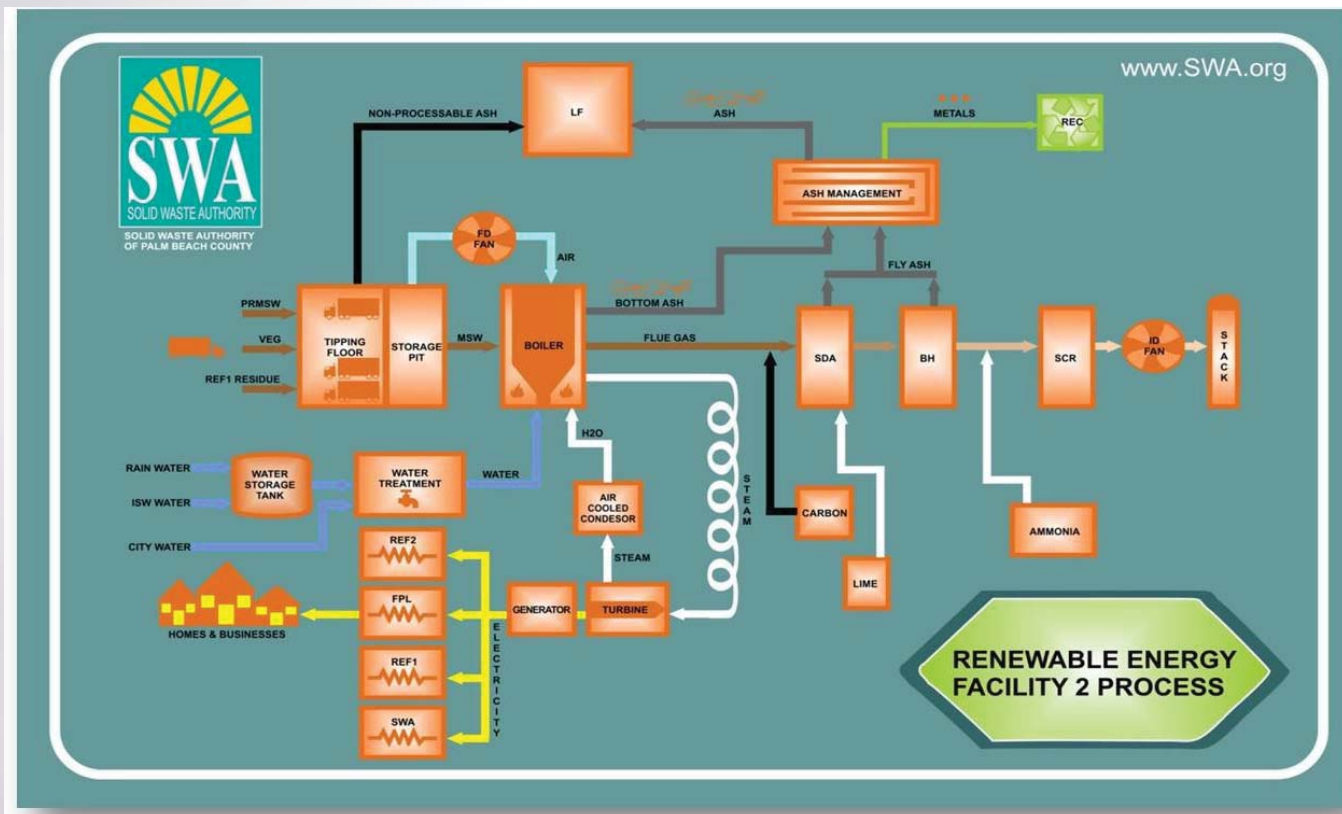 www.SWA.org
SWA
SOLID WASTE AUTHORITY
SOLID WASTE AUTHORITY
OF PALM BEACH COUNTY
NON-PROCESSABLE ASH
LF
ASH
METALS
REC
ASH MANAGEMENT
FD
FAN
AIR
BOTTOM ASH
FLY ASH
PRMSW
VEG
REF1 RESIDUE
TIPPING
FLOOR
STORAGE
PIT
MSW
BOILER
FLUE GAS
SDA
BH
SCR
ID
FAN
STACK
H2O
STEAM
RAIN WATER
ISW WATER
CITY WATER
WATER
STORAGE
TANK
WATER
TREATMENT
WATER
AIR
COOLED
CONDESOR
CARBON
LIME
AMMONIA
STEAM
REF2
FPL
REF1
SWA
ELECTRICITY
GENERATOR
TURBINE
HOMES & BUSINESSES
RENEWABLE ENERGY
FACILITY 2 PROCESS